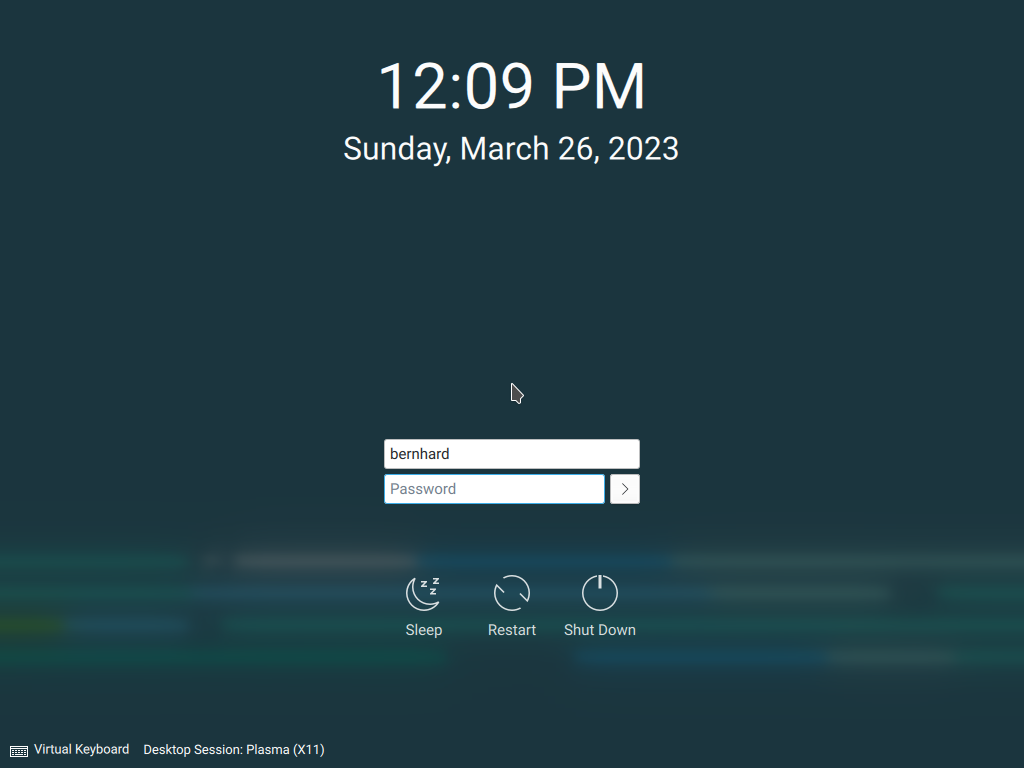 12:09 PM
Sunday, March 26, 2023
bernhard
Password
Sleep Restart Shut Down
Virtual Keyboard Desktop Session: Plasma (X11)